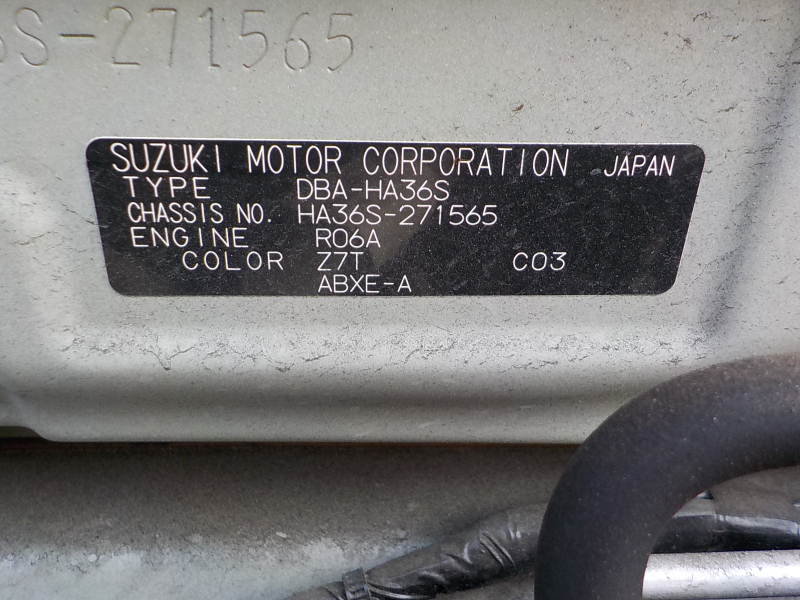 S-271565
SUZUKI MOTOR CORPORATION JAPAN
TYPE DBA-HA36S
CHASSIS NO. HA36S-271565
ENGINE R06A
COLOR Z7T C03
ABXE-A